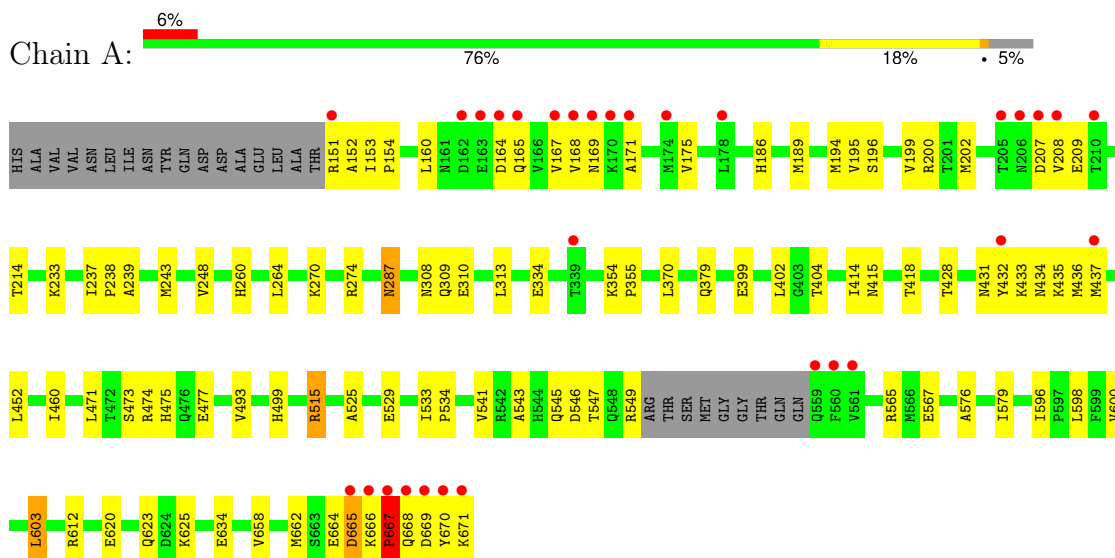 6%
Chain A:
76% 18% • 5%
HIS ALA VAL VAL ASN LEU ILE ASN TYR GLN ASP ASP ALA GLU LEU ALA THR R151 A152 I153 P154 L160 N161 D162 E163 D164 Q165 V166 V167 V168 N169 K170 A171 M174 V175 L178 H186 M189 M194 V195 S196 V199 R200 T201 M202 T205 N206 D207 V208 E209 T210
T214 K233 I237 P238 A239 M243 V248 H260 L264 K270 R274 N287 N308 Q309 E310 L313 E334 T339 K354 P355 L370 Q379 E399 L402 G403 T404 I414 N415 T418 T428 N431 Y432 K433 N434 K435 M436 M437
L452 I460 L471 T472 S473 R474 H475 Q476 E477 V493 H499 R515 A525 E529 I533 P534 V541 R542 A543 H544 Q545 D546 T547 Q548 R549 ARG THR SER MET GLY GLY THR GLN GLN Q559 F560 V561 R565 M566 E567 A576 I579 I596 P597 L598 F599 V600
L603 R612 E620 Q623 D624 K625 E634 V658 M662 S663 E664 D665 K666 P667 Q668 D669 Y670 K671